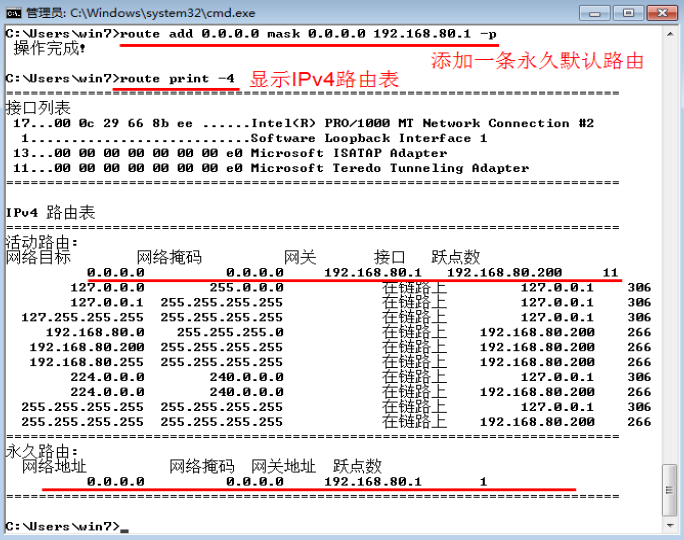 管理员: C:\Windows\system32\cmd.exe
C:\Users\win7>route add 0.0.0.0 mask 0.0.0.0 192.168.80.1 -p
操作完成!
添加一条永久默认路由
C:\Users\win7>route print -4
显示IPv4路由表
===========================================================================
接口列表
17...00 0c 29 66 8b ee ......Intel(R) PRO/1000 MT Network Connection #2
1...........................Software Loopback Interface 1
13...00 00 00 00 00 00 00 e0 Microsoft ISATAP Adapter
11...00 00 00 00 00 00 00 e0 Microsoft Teredo Tunneling Adapter
===========================================================================
IPv4 路由表
===========================================================================
活动路由:
网络目标 网络掩码 网关 接口 跃点数
0.0.0.0 0.0.0.0 192.168.80.1 192.168.80.200 11
127.0.0.0 255.0.0.0 在链路上 127.0.0.1 306
127.0.0.1 255.255.255.255 在链路上 127.0.0.1 306
127.255.255.255 255.255.255.255 在链路上 127.0.0.1 306
192.168.80.0 255.255.255.0 在链路上 192.168.80.200 266
192.168.80.200 255.255.255.255 在链路上 192.168.80.200 266
192.168.80.255 255.255.255.255 在链路上 192.168.80.200 266
224.0.0.0 240.0.0.0 在链路上 127.0.0.1 306
224.0.0.0 240.0.0.0 在链路上 192.168.80.200 266
255.255.255.255 255.255.255.255 在链路上 127.0.0.1 306
255.255.255.255 255.255.255.255 在链路上 192.168.80.200 266
===========================================================================
永久路由:
网络地址 网络掩码 网关地址 跃点数
0.0.0.0 0.0.0.0 192.168.80.1 1
===========================================================================
C:\Users\win7>_